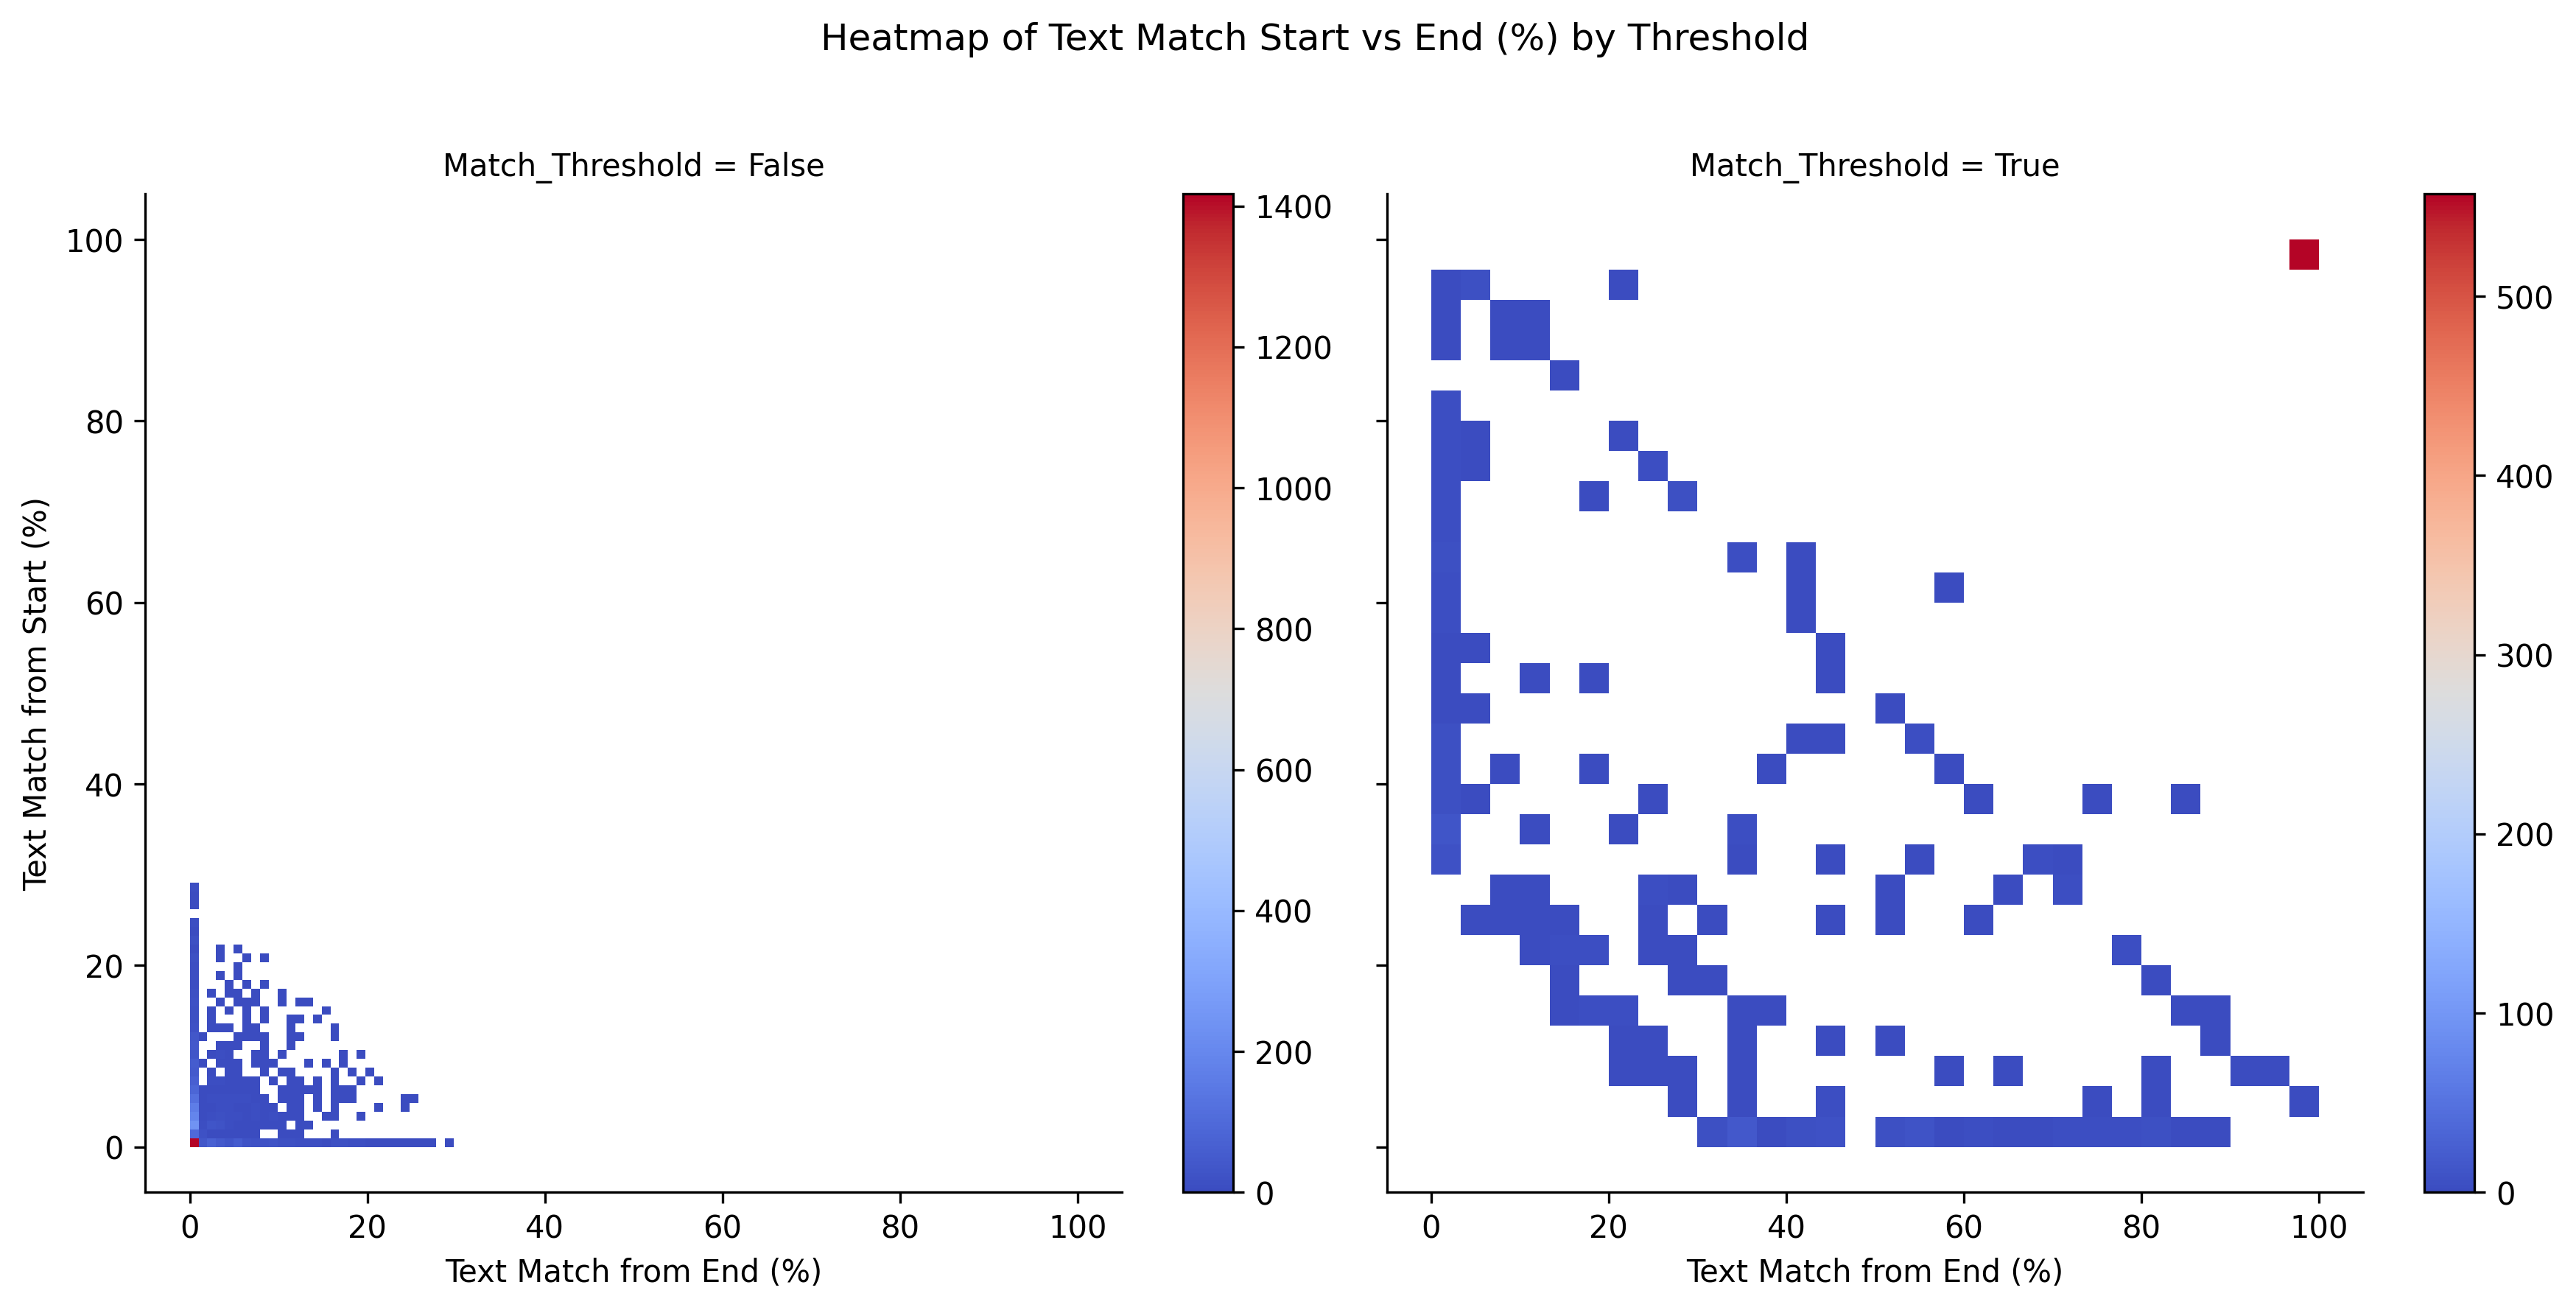 Heatmap of Text Match Start vs End (%) by Threshold
Match_Threshold = False
Match_Threshold = True
Text Match from Start (%)
100
80
60
40
20
0
0 20 40 60 80 100
Text Match from End (%)
1400
1200
1000
800
600
400
200
0
0 20 40 60 80 100
Text Match from End (%)
500
400
300
200
100
0